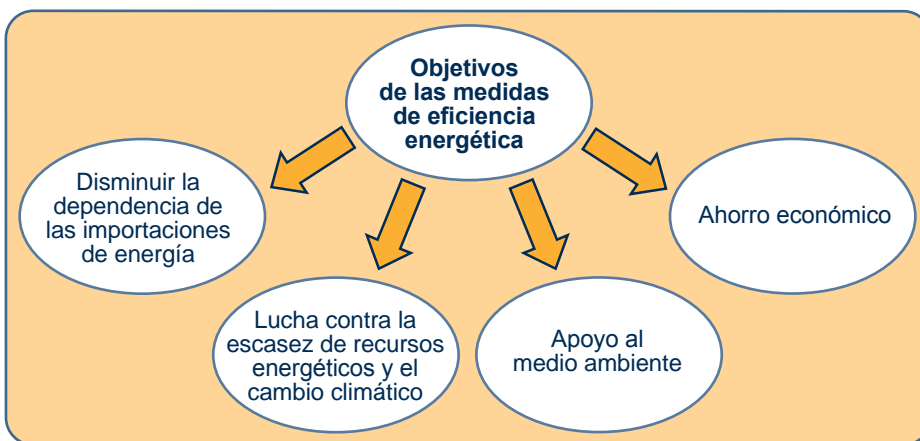 Objetivos
de las medidas
de eficiencia
energética
Disminuir la
dependencia de
las importaciones
de energía
Lucha contra la
escasez de recursos
energéticos y el
cambio climático
Apoyo al
medio ambiente
Ahorro económico